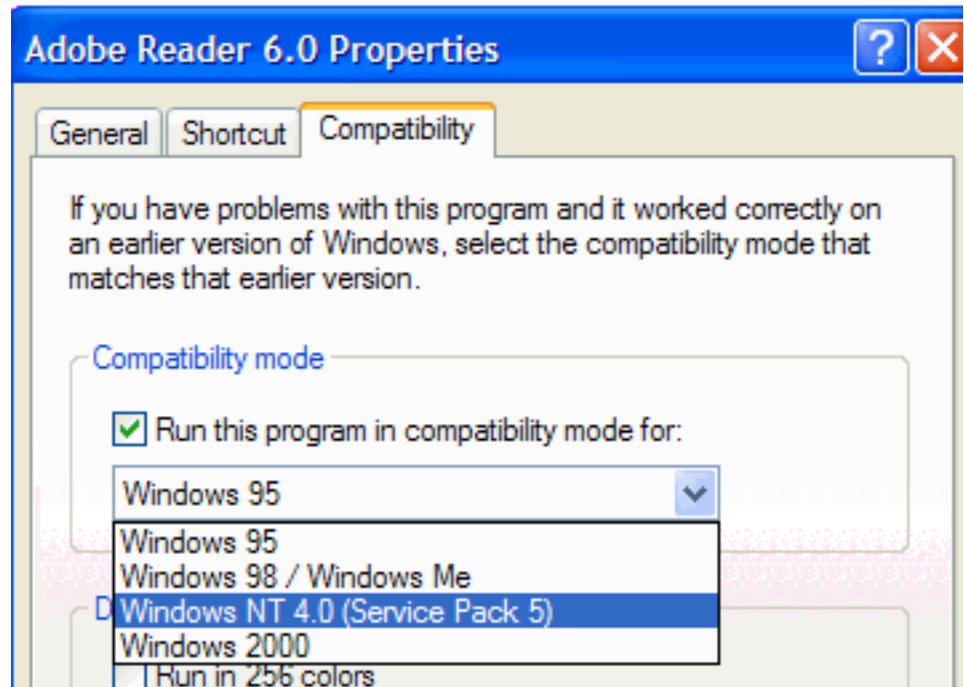 Adobe Reader 6.0 Properties
General Shortcut Compatibility
If you have problems with this program and it worked correctly on
an earlier version of Windows, select the compatibility mode that
matches that earlier version.
Compatibility mode
Run this program in compatibility mode for:
Windows 95
Windows 95
Windows 98 / Windows Me
Windows NT 4.0 (Service Pack 5)
Windows 2000
Run in 256 colors